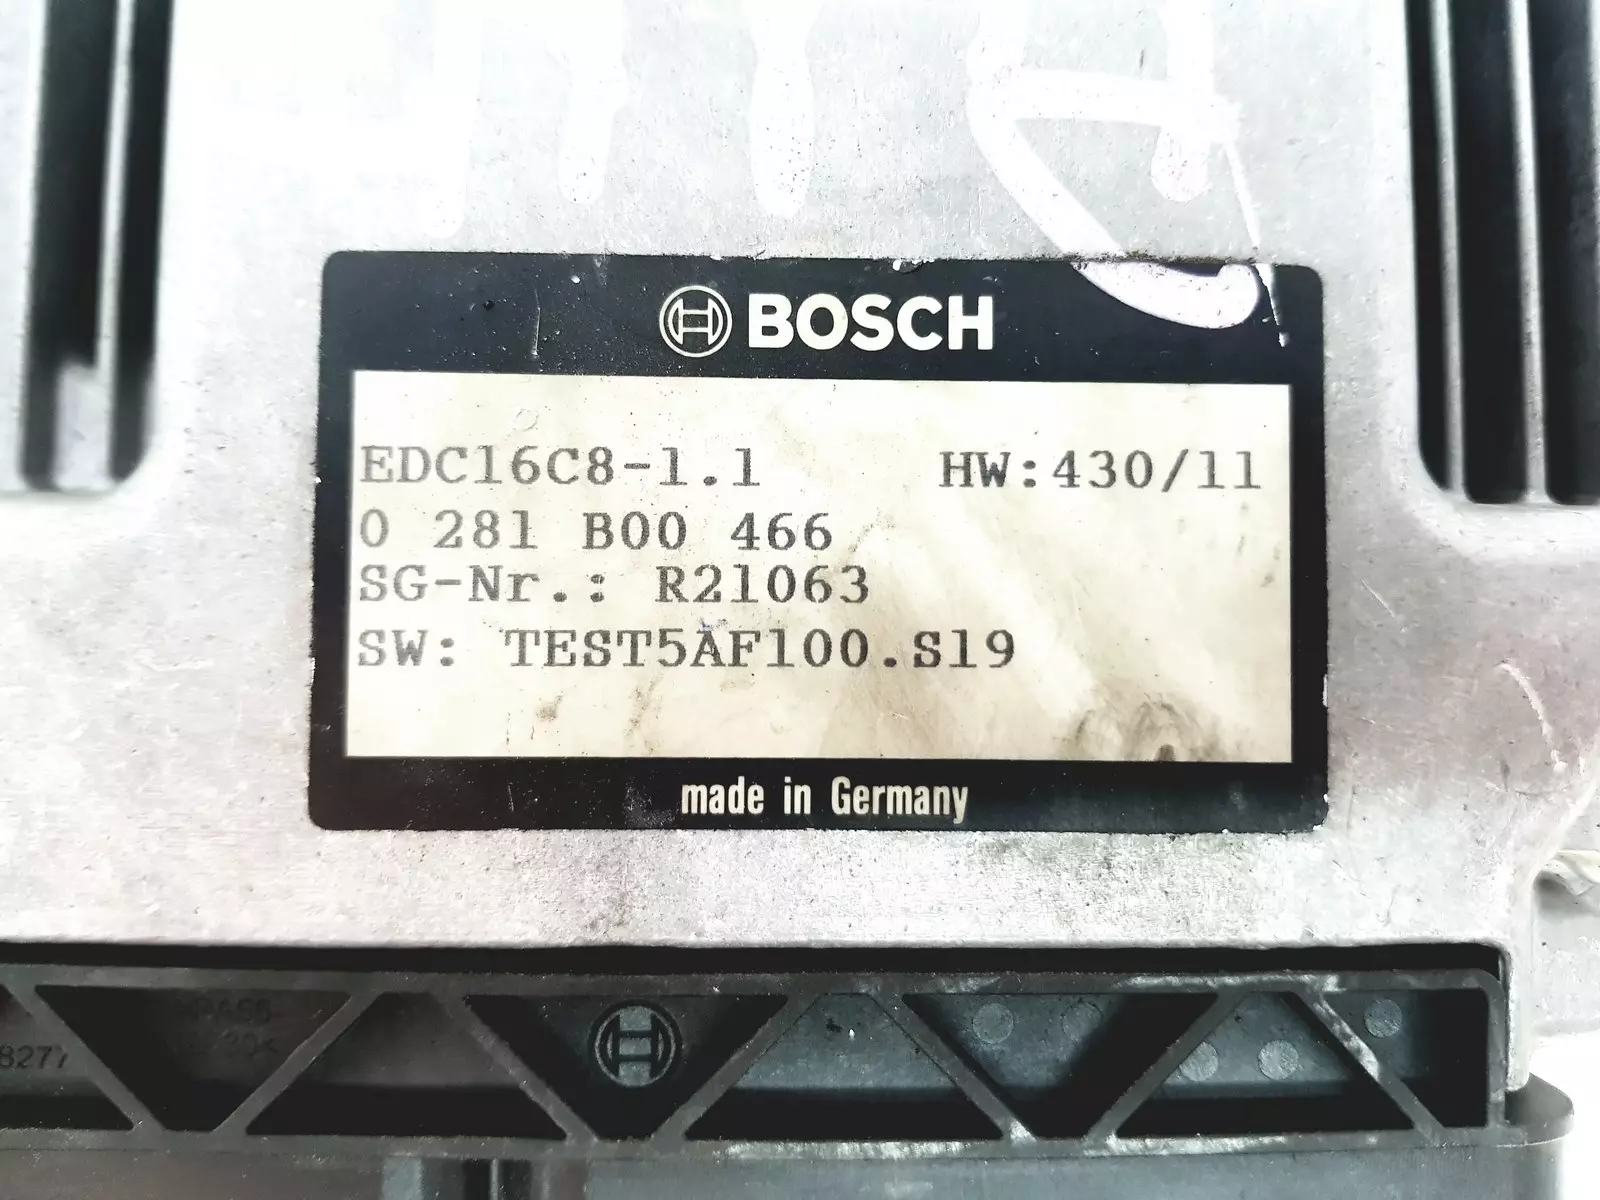 BOSCH
EDC16C8-1.1 HW:430/11
0 281 B00 466
SG-Nr.: R21063
SW: TEST5AF100.S19
made in Germany
8277